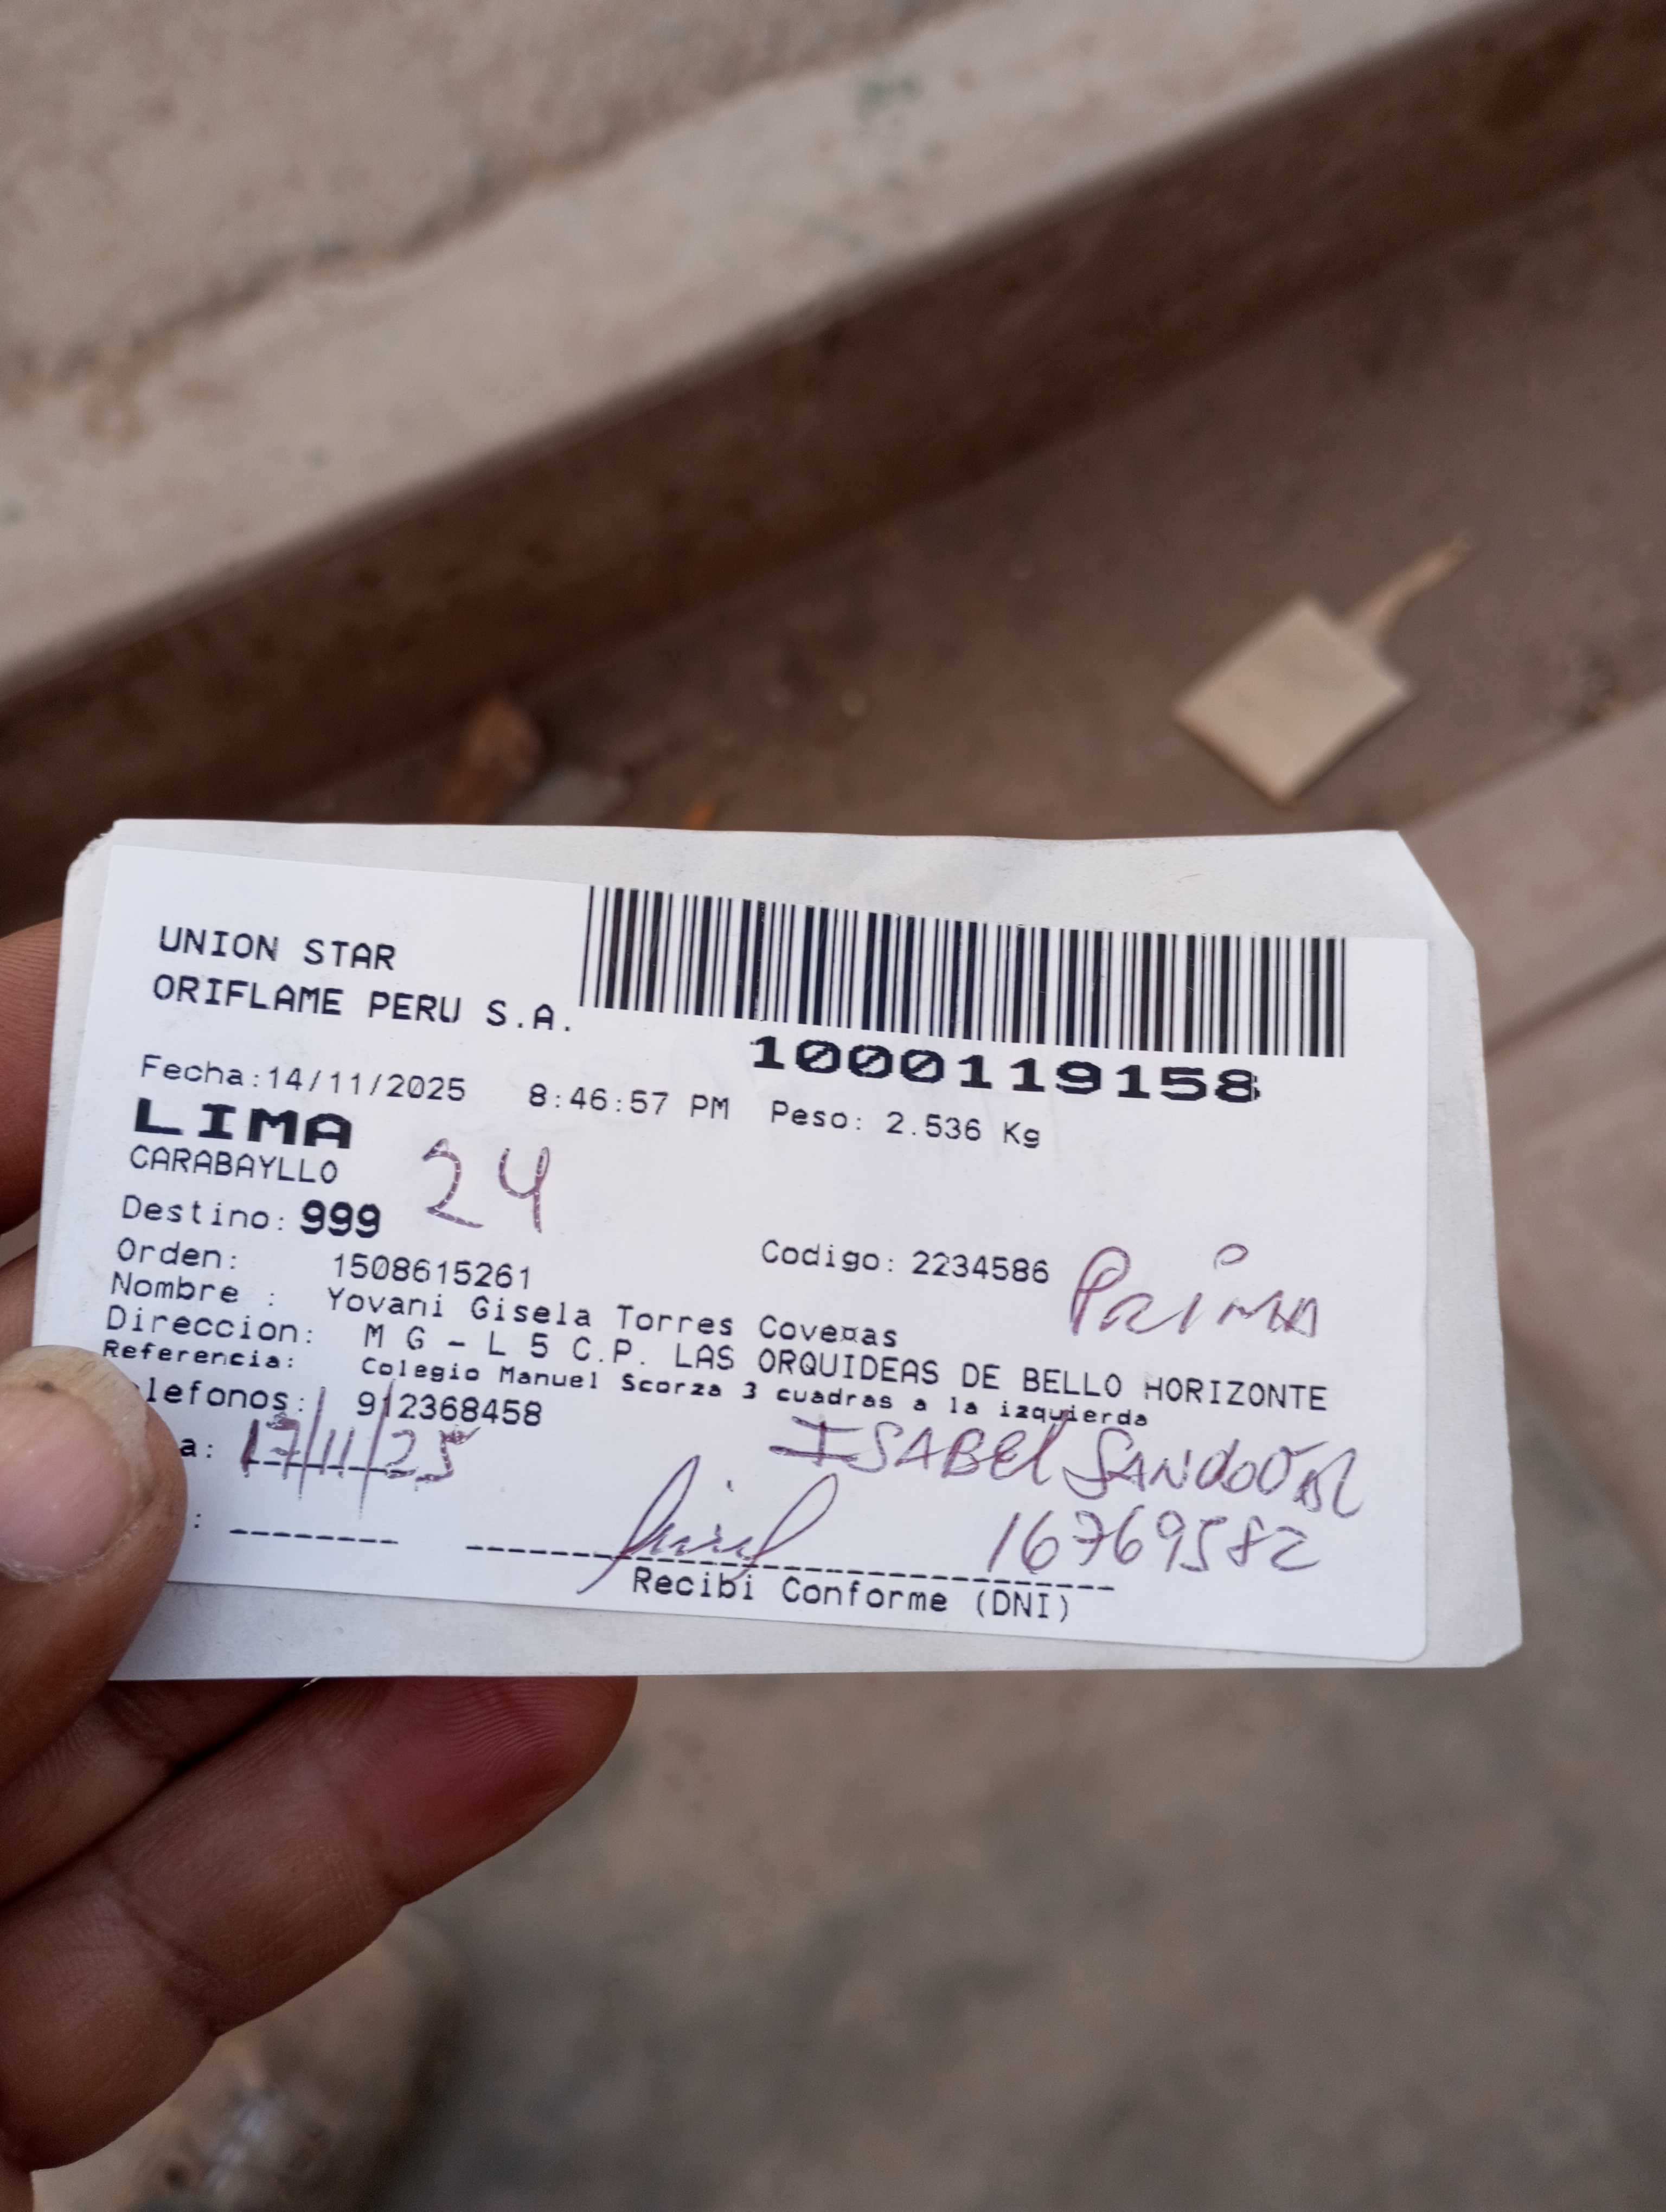 UNION STAR
ORIFLAME PERU S.A.
1000119158
Fecha:14/11/2025 8:46:57 PM Peso: 2.536 Kg
LIMA
CARABAYLLO 24
Destino: 999
Orden: 1508615261 Codigo: 2234586 PRiMA
Nombre : Yovani Gisela Torres Cove¤as
Direccion: M G - L 5 C.P. LAS ORQUIDEAS DE BELLO HORIZONTE
Referencia: Colegio Manuel Scorza 3 cuadras a la izquierda
lefonos: 912368458
a: 17/11/25 ISABEl SANdoVAl
: 16769582
Recibi Conforme (DNI)